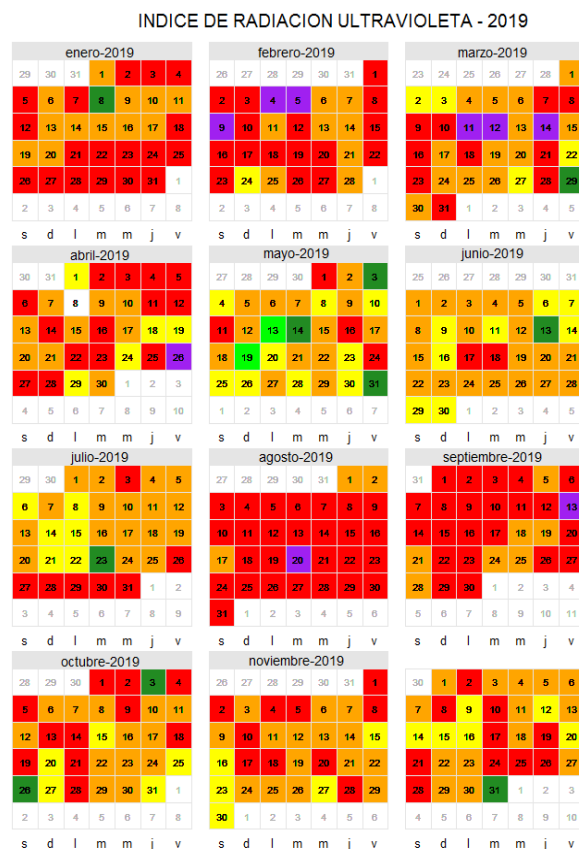 INDICE DE RADIACION ULTRAVIOLETA - 2019
enero-2019
29 30 31 1 2 3 4
5 6 7 8 9 10 11
12 13 14 15 16 17 18
19 20 21 22 23 24 25
26 27 28 29 30 31 1
2 3 4 5 6 7 8
s d l m m j v
febrero-2019
26 27 28 29 30 31 1
2 3 4 5 6 7 8
9 10 11 12 13 14 15
16 17 18 19 20 21 22
23 24 25 26 27 28 1
2 3 4 5 6 7 8
s d l m m j v
marzo-2019
23 24 25 26 27 28 1
2 3 4 5 6 7 8
9 10 11 12 13 14 15
16 17 18 19 20 21 22
23 24 25 26 27 28 29
30 31 1 2 3 4 5
s d l m m j v
abril-2019
30 31 1 2 3 4 5
6 7 8 9 10 11 12
13 14 15 16 17 18 19
20 21 22 23 24 25 26
27 28 29 30 1 2 3
4 5 6 7 8 9 10
s d l m m j v
mayo-2019
27 28 29 30 1 2 3
4 5 6 7 8 9 10
11 12 13 14 15 16 17
18 19 20 21 22 23 24
25 26 27 28 29 30 31
1 2 3 4 5 6 7
s d l m m j v
junio-2019
25 26 27 28 29 30 31
1 2 3 4 5 6 7
8 9 10 11 12 13 14
15 16 17 18 19 20 21
22 23 24 25 26 27 28
29 30 1 2 3 4 5
s d l m m j v
julio-2019
29 30 1 2 3 4 5
6 7 8 9 10 11 12
13 14 15 16 17 18 19
20 21 22 23 24 25 26
27 28 29 30 31 1 2
3 4 5 6 7 8 9
s d l m m j v
agosto-2019
27 28 29 30 31 1 2
3 4 5 6 7 8 9
10 11 12 13 14 15 16
17 18 19 20 21 22 23
24 25 26 27 28 29 30
31 1 2 3 4 5 6
s d l m m j v
septiembre-2019
31 1 2 3 4 5 6
7 8 9 10 11 12 13
14 15 16 17 18 19 20
21 22 23 24 25 26 27
28 29 30 1 2 3 4
5 6 7 8 9 10 11
s d l m m j v
octubre-2019
28 29 30 1 2 3 4
5 6 7 8 9 10 11
12 13 14 15 16 17 18
19 20 21 22 23 24 25
26 27 28 29 30 31 1
2 3 4 5 6 7 8
s d l m m j v
noviembre-2019
26 27 28 29 30 31 1
2 3 4 5 6 7 8
9 10 11 12 13 14 15
16 17 18 19 20 21 22
23 24 25 26 27 28 29
30 1 2 3 4 5 6
s d l m m j v
30 1 2 3 4 5 6
7 8 9 10 11 12 13
14 15 16 17 18 19 20
21 22 23 24 25 26 27
28 29 30 31 1 2 3
4 5 6 7 8 9 10
s d l m m j v